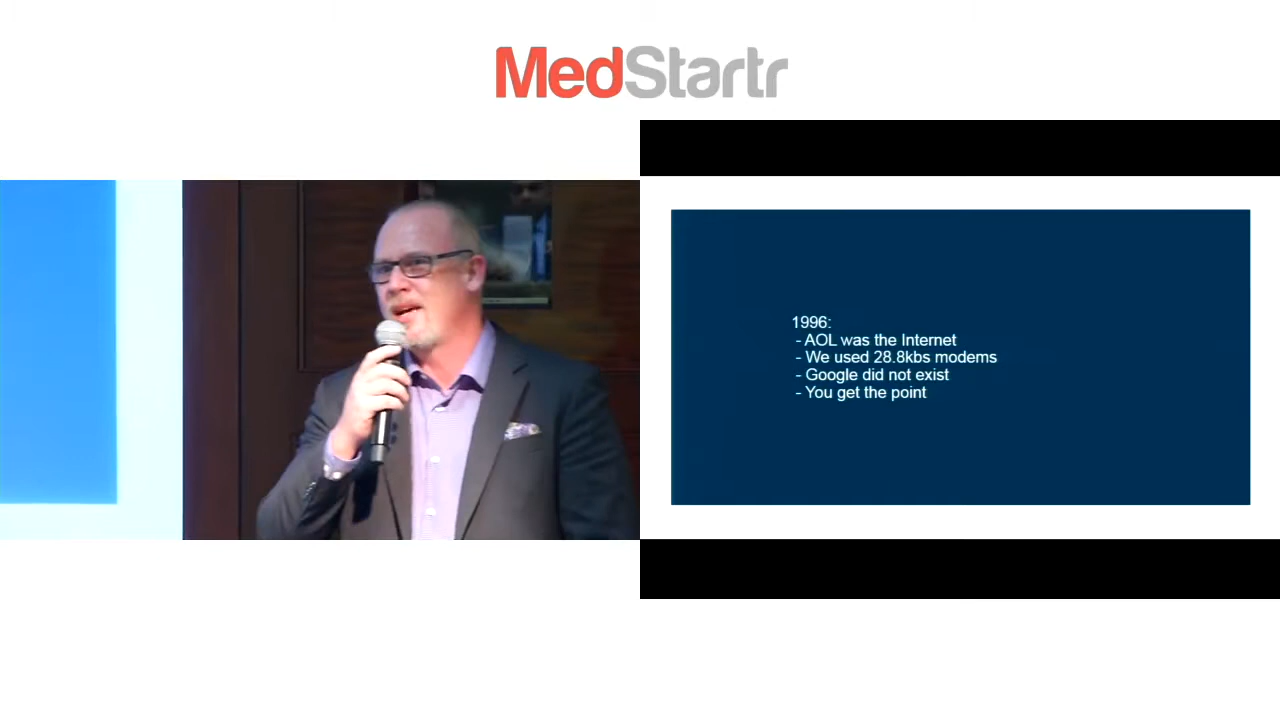 MedStartr
1996:
- AOL was the Internet
- We used 28.8kbs modems
- Google did not exist
- You get the point